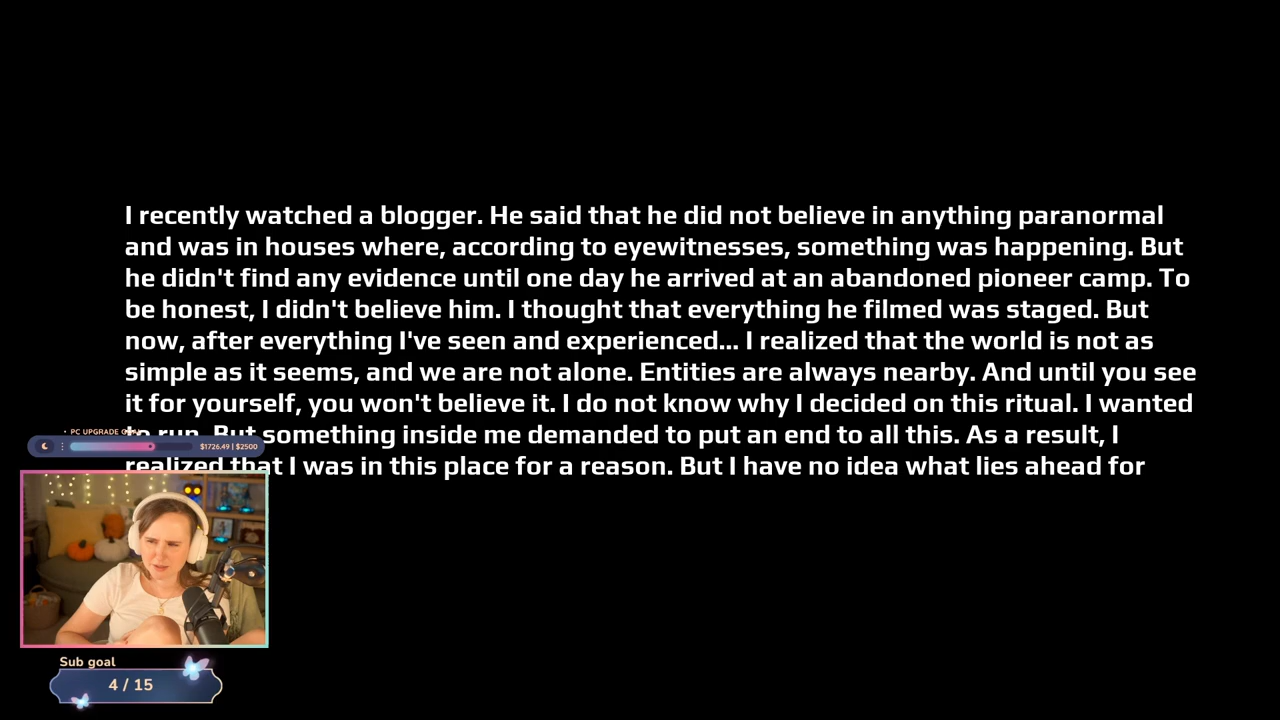 I recently watched a blogger. He said that he did not believe in anything paranormal
and was in houses where, according to eyewitnesses, something was happening. But
he didn't find any evidence until one day he arrived at an abandoned pioneer camp. To
be honest, I didn't believe him. I thought that everything he filmed was staged. But
now, after everything I've seen and experienced... I realized that the world is not as
simple as it seems, and we are not alone. Entities are always nearby. And until you see
it for yourself, you won't believe it. I do not know why I decided on this ritual. I wanted
to run. But something inside me demanded to put an end to all this. As a result, I
realized that I was in this place for a reason. But I have no idea what lies ahead for
PC UPGRADE
$1726.49 | $2500
Sub goal
4 / 15